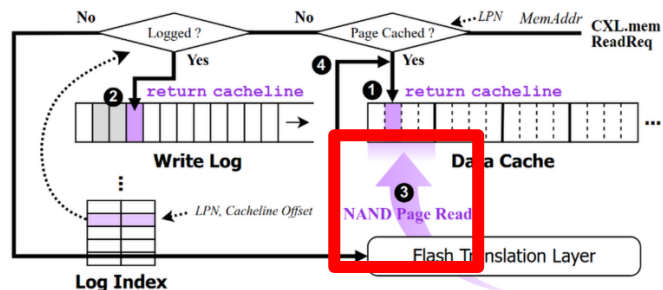 No
Logged ?
No
Page Cached ?
LPN
MemAddr
CXL.mem
ReadReq
Yes
4
Yes
2
return cacheline
1
return cacheline
...
Write Log
Data Cache
...
3
LPN, Cacheline Offset
NAND Page Read
Flash Translation Layer
Log Index